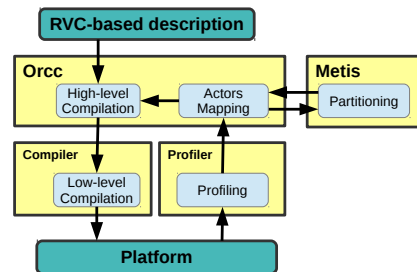 RVC-based description
Orcc
Metis
High-level
Compilation
Actors
Mapping
Partitioning
Compiler
Profiler
Low-level
Compilation
Profiling
Platform